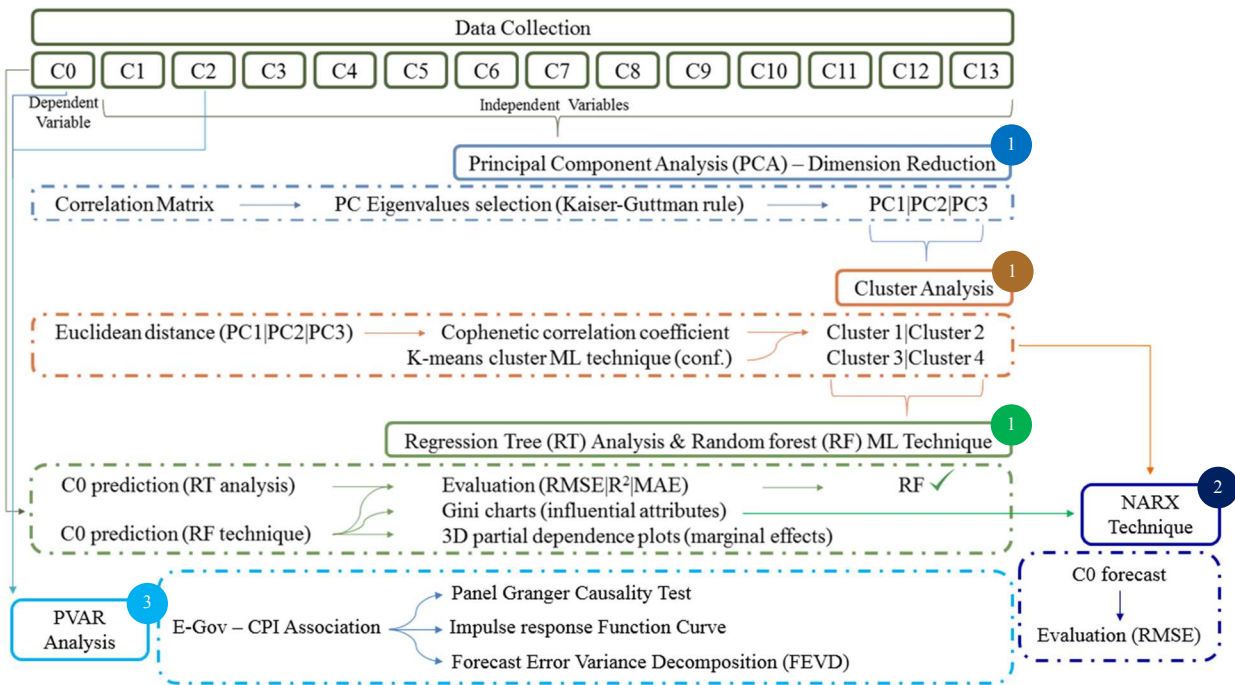 Data Collection
C0 C1 C2 C3 C4 C5 C6 C7 C8 C9 C10 C11 C12 C13
Dependent
Variable
Independent Variables
1
Principal Component Analysis (PCA) – Dimension Reduction
Correlation Matrix
PC Eigenvalues selection (Kaiser-Guttman rule)
PC1|PC2|PC3
1
Cluster Analysis
Euclidean distance (PC1|PC2|PC3)
Cophenetic correlation coefficient
Cluster 1|Cluster 2
K-means cluster ML technique (conf.)
Cluster 3|Cluster 4
1
Regression Tree (RT) Analysis & Random forest (RF) ML Technique
C0 prediction (RT analysis)
Evaluation (RMSE|R²|MAE)
RF ✓
Gini charts (influential attributes)
C0 prediction (RF technique)
3D partial dependence plots (marginal effects)
2
NARX
Technique
C0 forecast
Evaluation (RMSE)
3
PVAR
Analysis
E-Gov – CPI Association
Panel Granger Causality Test
Impulse response Function Curve
Forecast Error Variance Decomposition (FEVD)